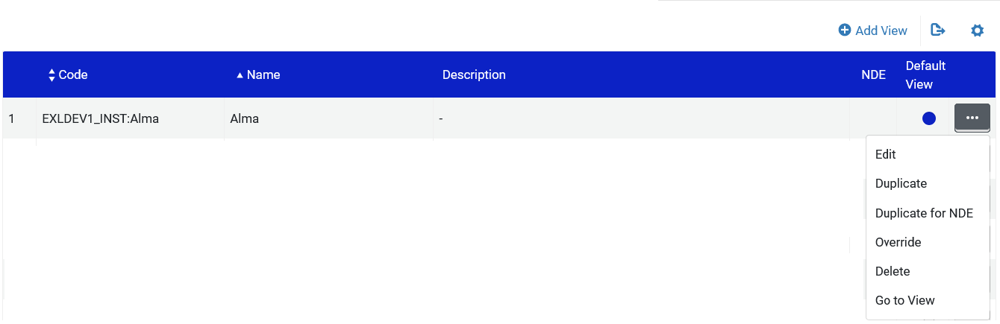 Add View
Code Name Description NDE Default View
1 EXLDEV1_INST:Alma Alma -
Edit
Duplicate
Duplicate for NDE
Override
Delete
Go to View